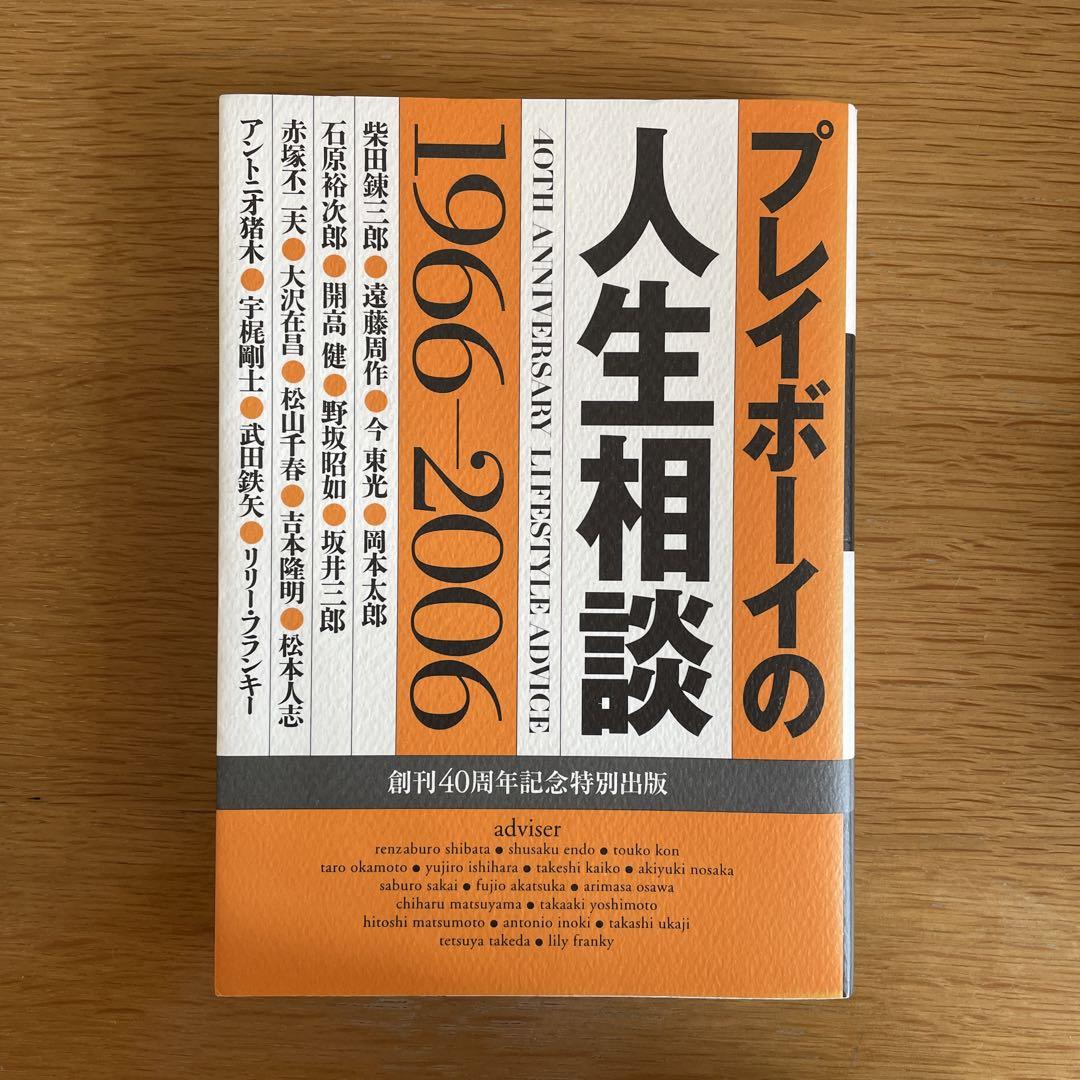 プレイボーイの
人生相談
40TH ANNIVERSARY LIFESTYLE ADVICE
1966–2006
柴田錬三郎●遠藤周作●今 東光●岡本太郎
石原裕次郎●開高 健●野坂昭如●坂井三郎
赤塚不二夫●大沢在昌●松山千春●吉本隆明●松本人志
アントニオ猪木●宇梶剛士●武田鉄矢●リリー・フランキー
創刊40周年記念特別出版
adviser
renzaburo shibata ● shusaku endo ● touko kon
taro okamoto ● yujiro ishihara ● takeshi kaiko ● akiyuki nosaka
saburo sakai ● fujio akatsuka ● arimasa osawa
chiharu matsuyama ● takaaki yoshimoto
hitoshi matsumoto ● antonio inoki ● takashi ukaji
tetsuya takeda ● lily franky